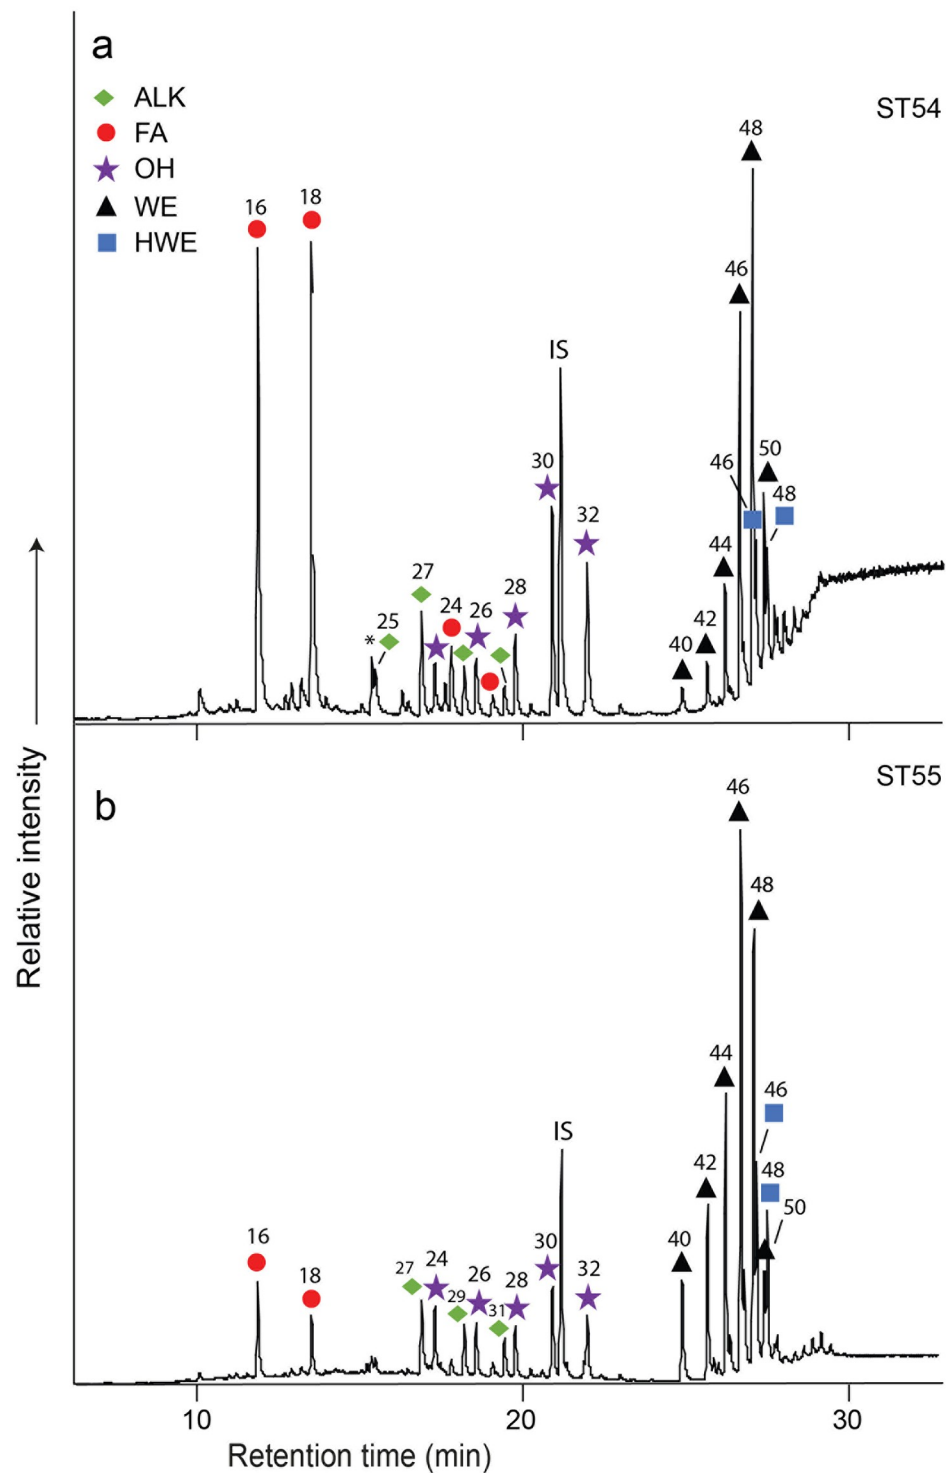 a
ALK
FA
OH
WE
HWE
ST54
16
18
* 25
27
24
26
28
30
IS
32
40
42
44
46
46
48
50
48
Relative intensity
b
ST55
16
18
27
24
29
26
31
28
30
IS
32
40
42
44
46
48
46
48
50
10 20 30
Retention time (min)